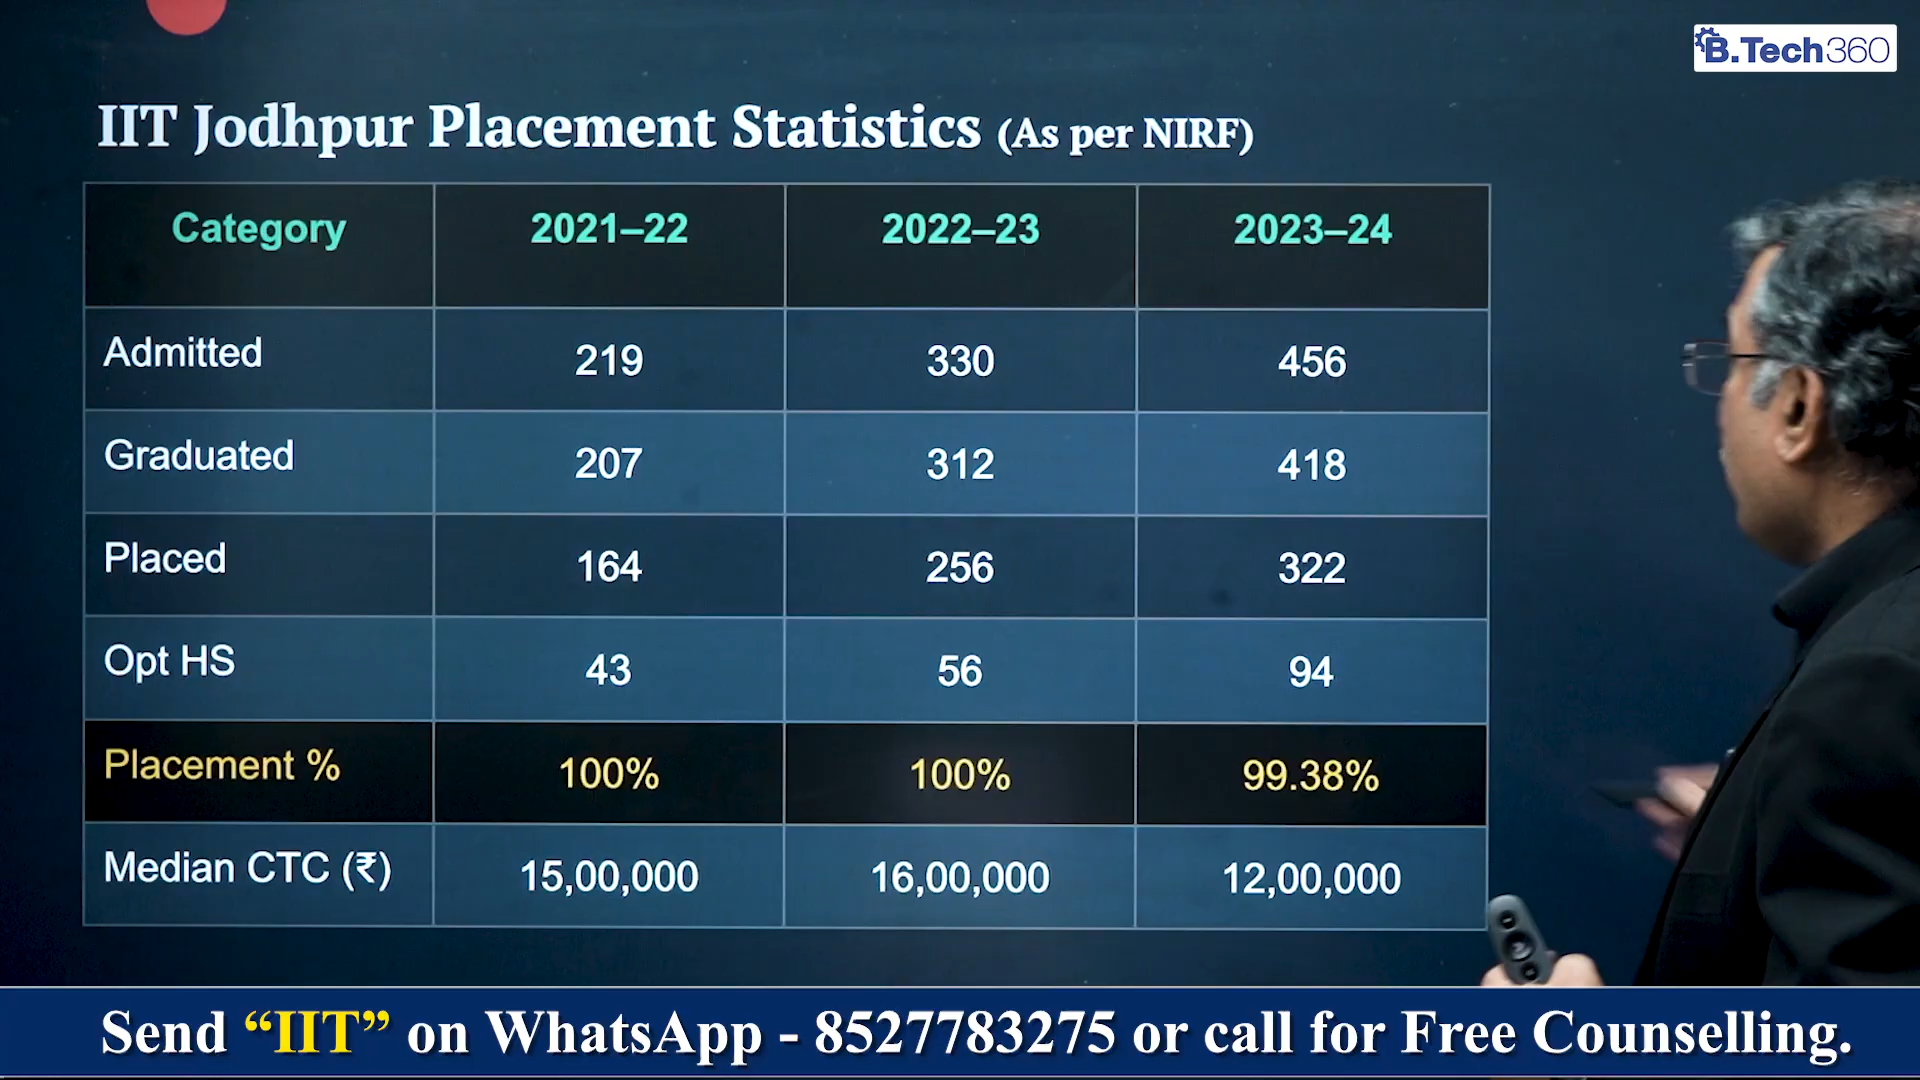 B.Tech360
IIT Jodhpur Placement Statistics (As per NIRF)
Category 2021–22 2022–23 2023–24
Admitted 219 330 456
Graduated 207 312 418
Placed 164 256 322
Opt HS 43 56 94
Placement % 100% 100% 99.38%
Median CTC (₹) 15,00,000 16,00,000 12,00,000
Send “IIT” on WhatsApp - 8527783275 or call for Free Counselling.